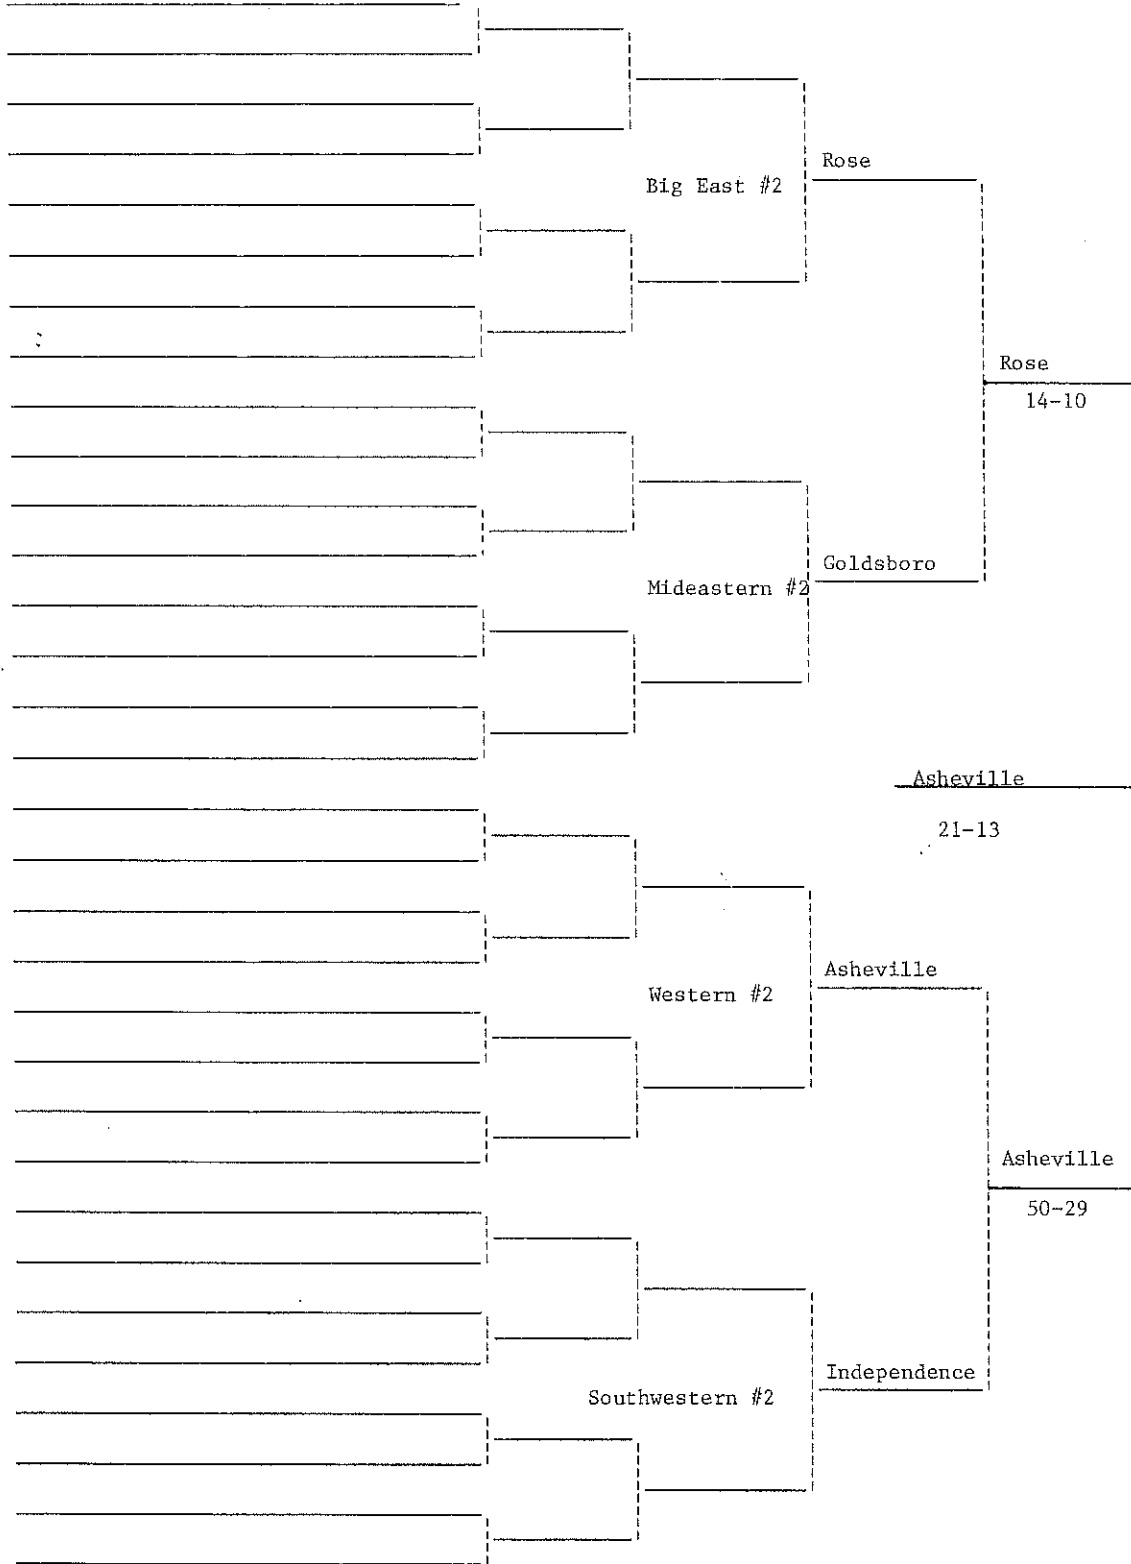 Rose
Big East #2
Rose
14-10
Goldsboro
Mideastern #2
Asheville
21-13
Asheville
Western #2
Asheville
50-29
Independence
Southwestern #2